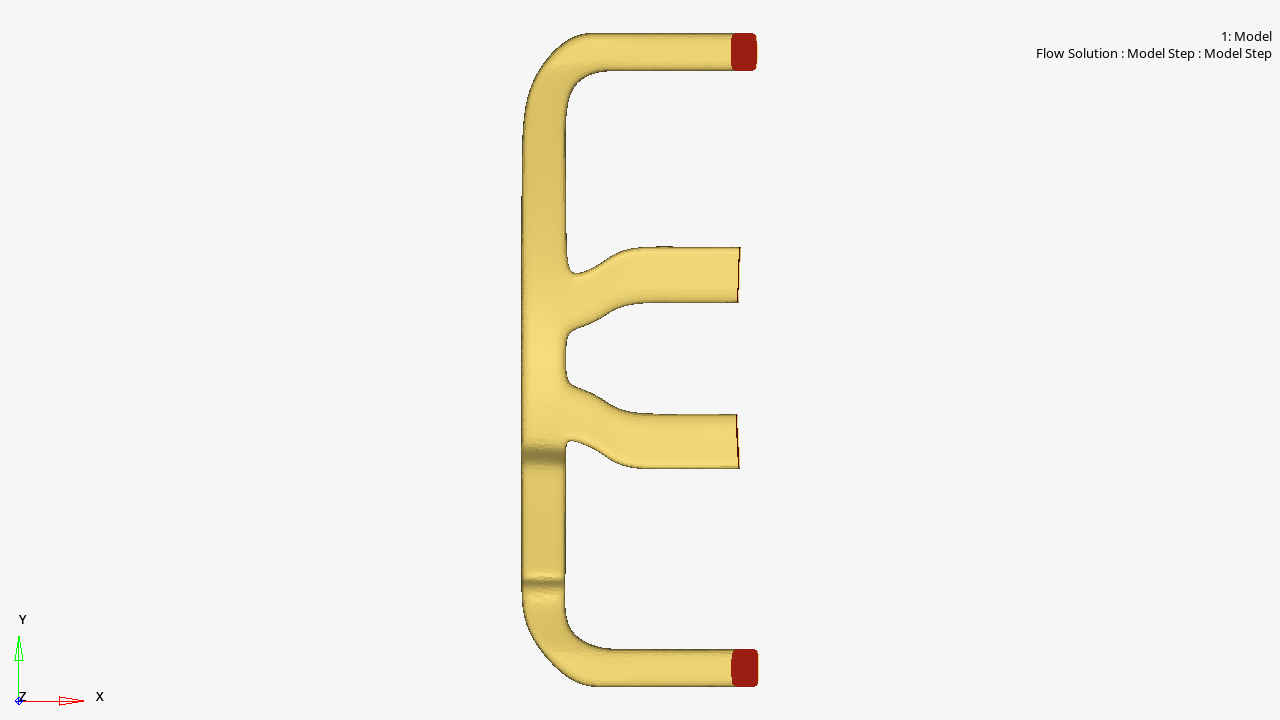 1: Model
Flow Solution : Model Step : Model Step
Y
Z
X